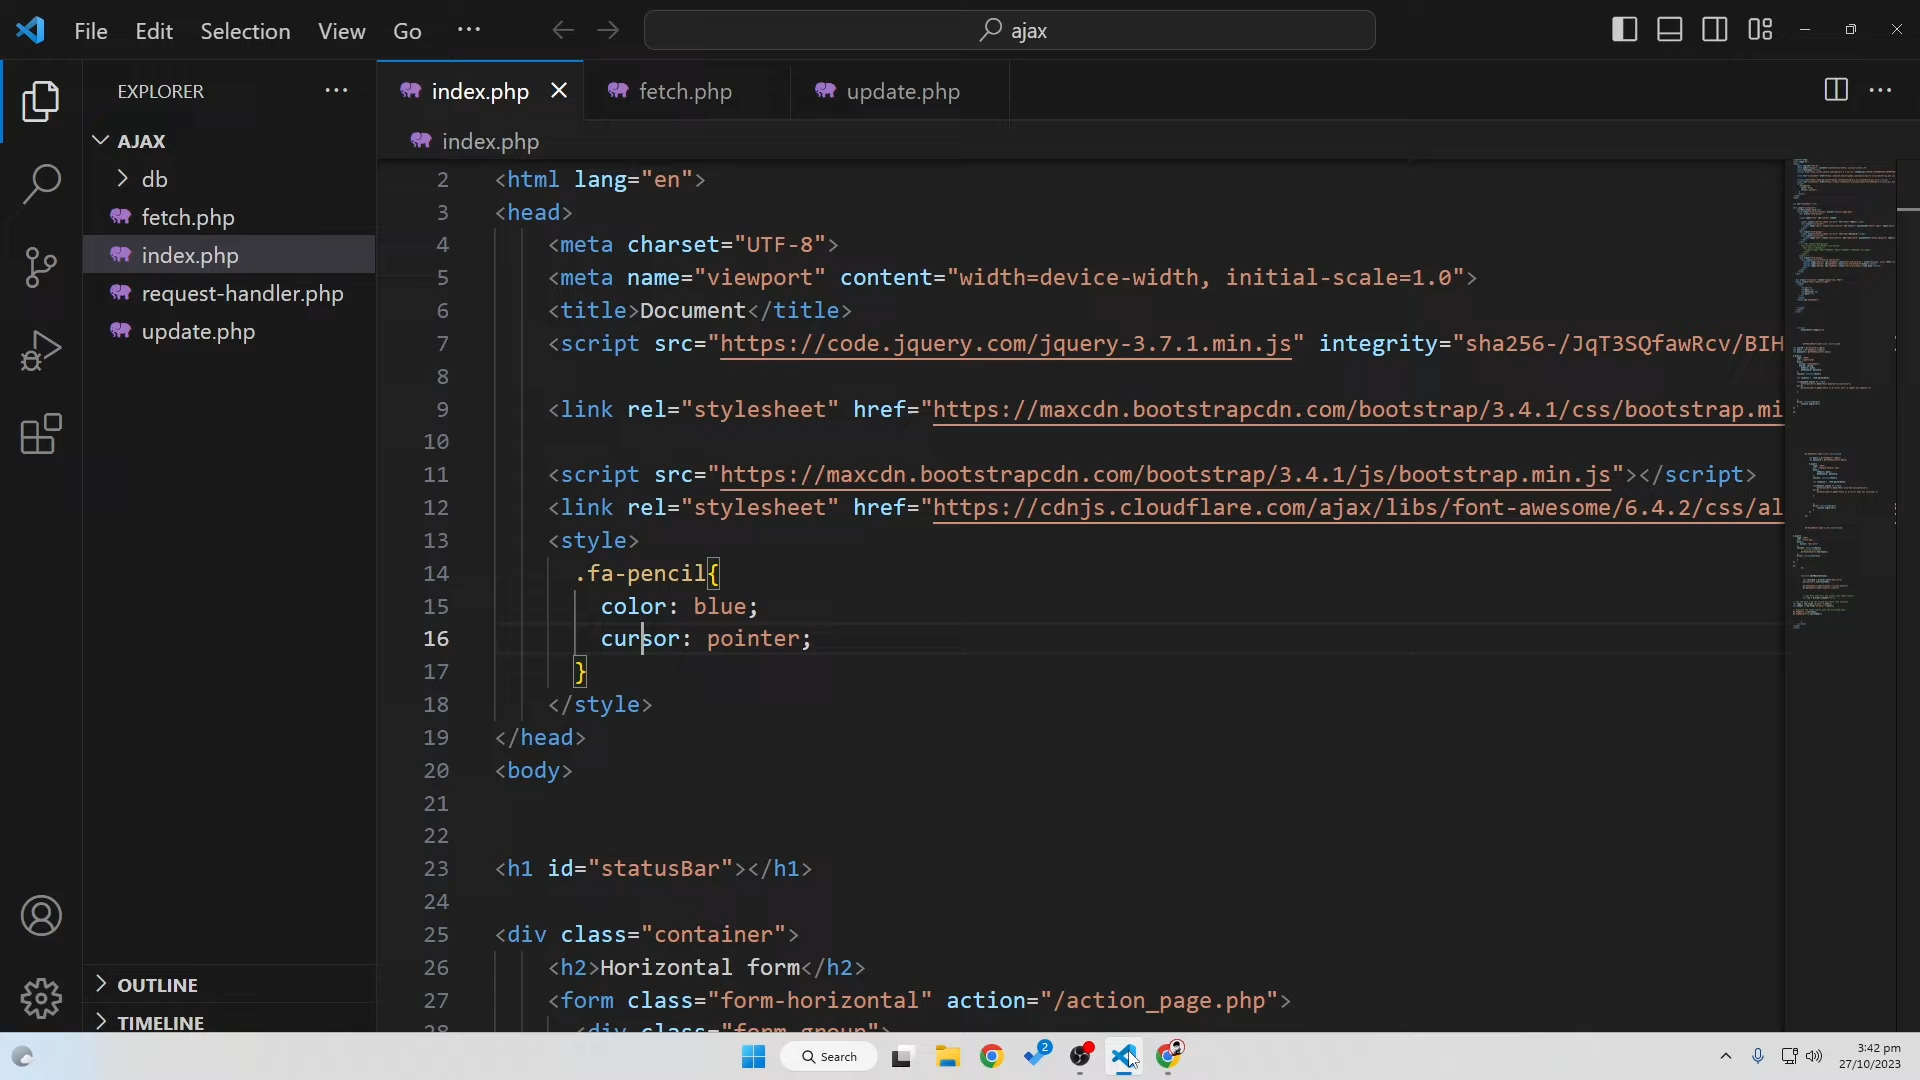 File Edit Selection View Go ···
ajax
EXPLORER ···
AJAX
db
fetch.php
index.php
request-handler.php
update.php
OUTLINE
TIMELINE
index.php
fetch.php
update.php
index.php
2 <html lang="en">
3 <head>
4 <meta charset="UTF-8">
5 <meta name="viewport" content="width=device-width, initial-scale=1.0">
6 <title>Document</title>
7 <script src="https://code.jquery.com/jquery-3.7.1.min.js" integrity="sha256-/JqT3SQfawRcv/BIH
8
9 <link rel="stylesheet" href="https://maxcdn.bootstrapcdn.com/bootstrap/3.4.1/css/bootstrap.mi
10
11 <script src="https://maxcdn.bootstrapcdn.com/bootstrap/3.4.1/js/bootstrap.min.js"></script>
12 <link rel="stylesheet" href="https://cdnjs.cloudflare.com/ajax/libs/font-awesome/6.4.2/css/al
13 <style>
14 .fa-pencil{
15 color: blue;
16 cursor: pointer;
17 }
18 </style>
19 </head>
20 <body>
21
22
23 <h1 id="statusBar"></h1>
24
25 <div class="container">
26 <h2>Horizontal form</h2>
27 <form class="form-horizontal" action="/action_page.php">
28 <div class="form-group">
Search
2
3:42 pm
27/10/2023